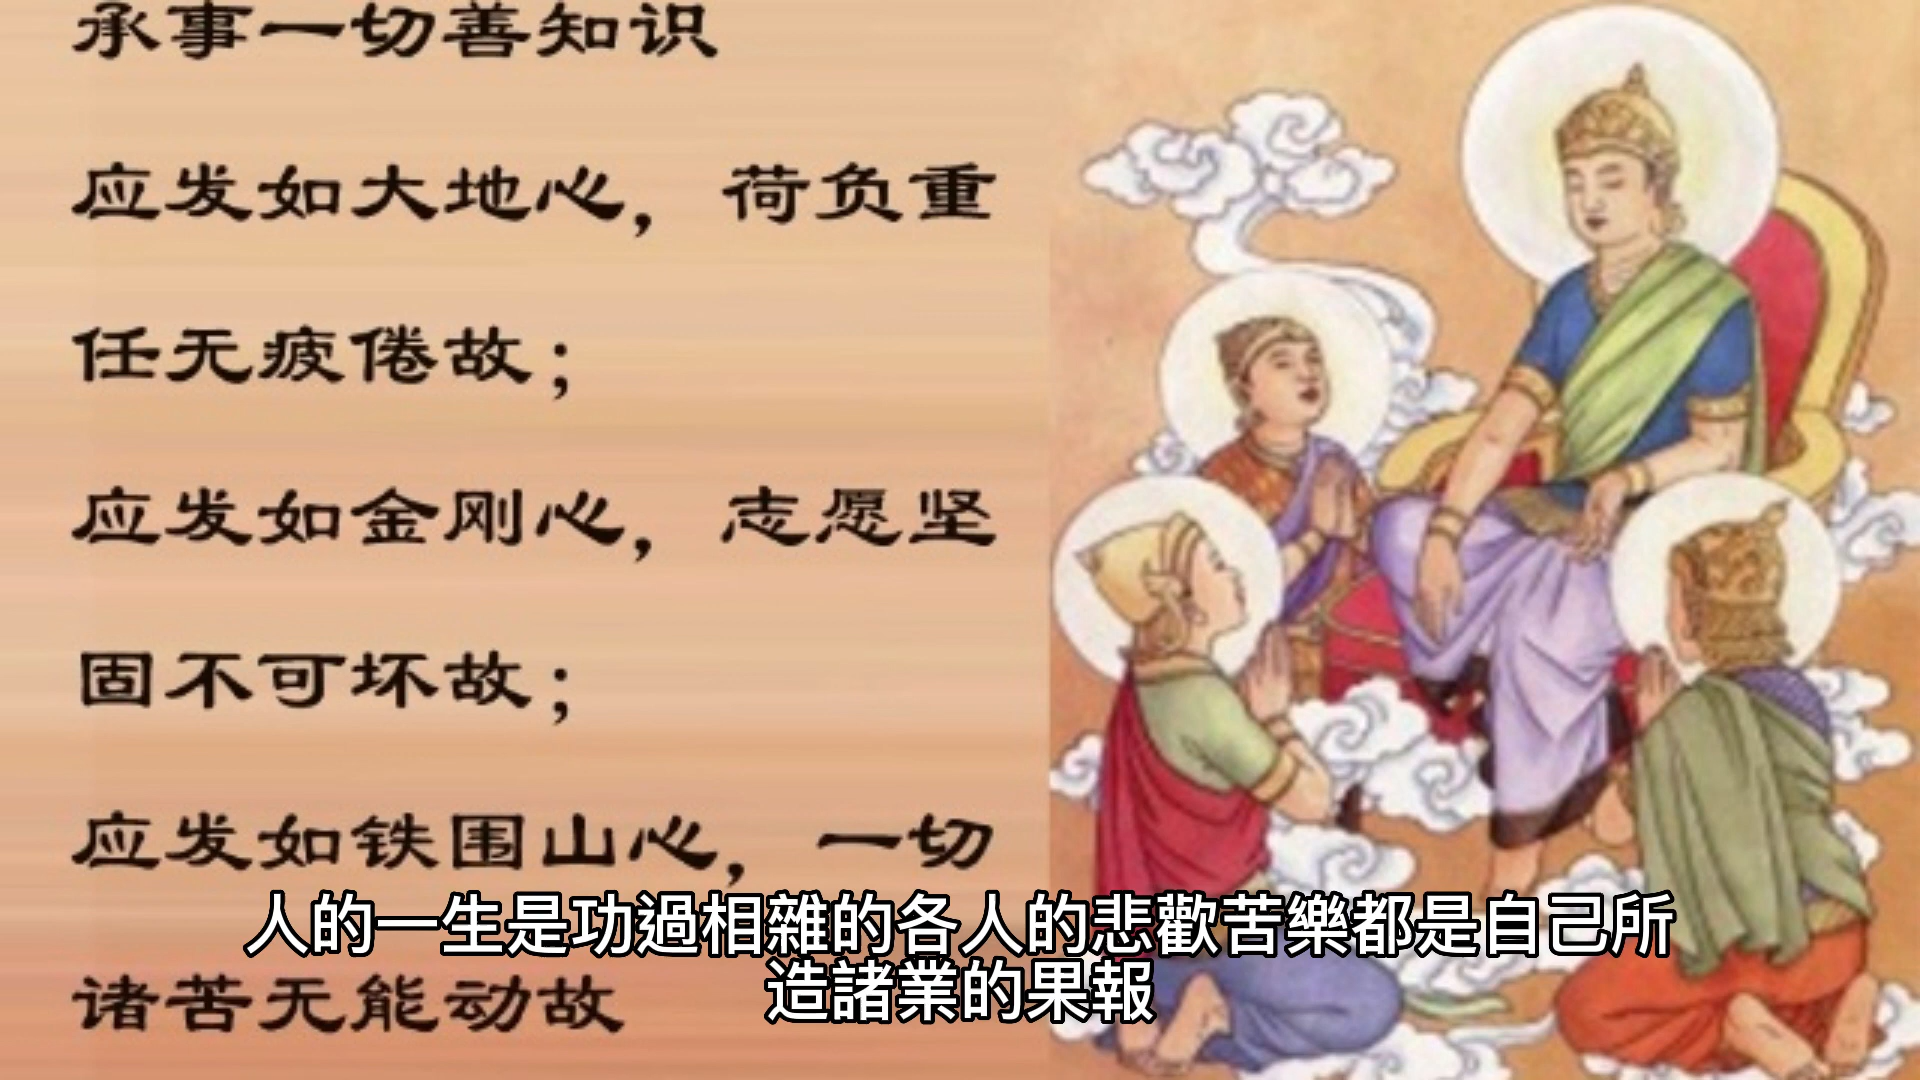 承事一切善知识
应发如大地心，荷负重
任无疲倦故；
应发如金刚心，志愿坚
固不可坏故；
应发如铁围山心，一切
诸苦无能动故
人的一生是功過相雜的各人的悲歡苦樂都是自己所
造諸業的果報